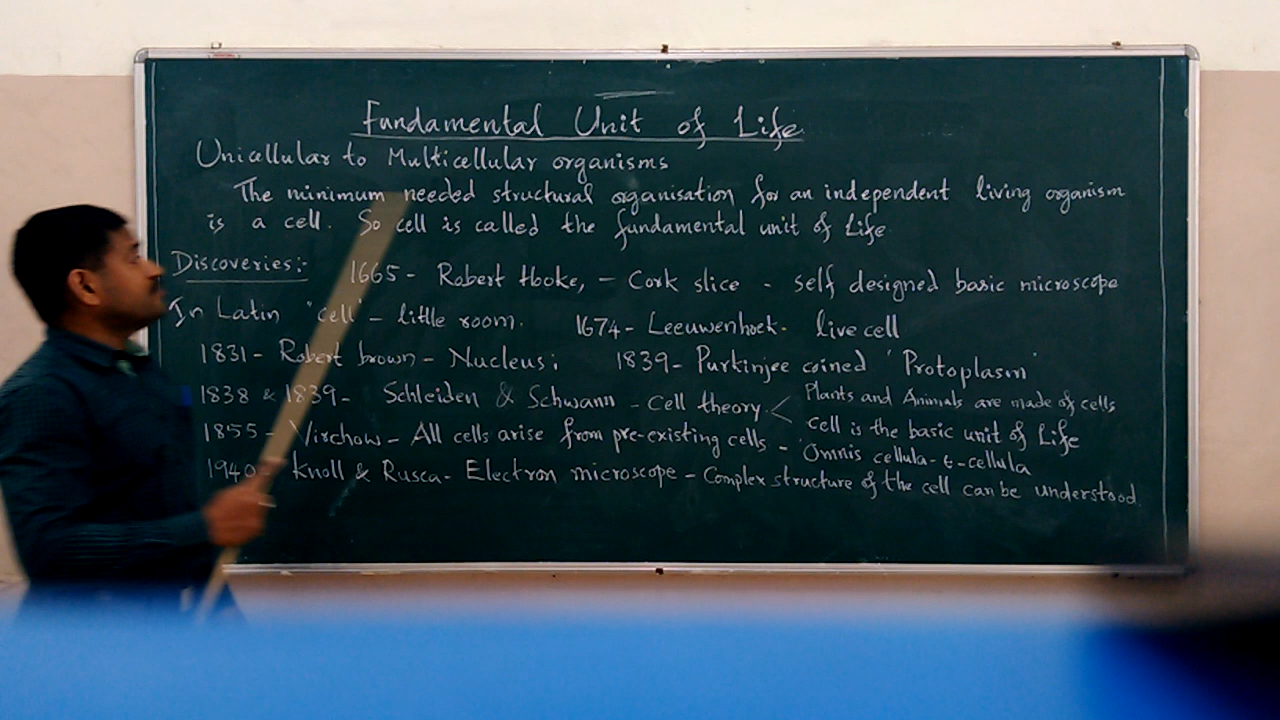 Fundamental Unit of Life
Unicellular to Multicellular organisms
The minimum needed structural organisation for an independent living organism
is a cell. So cell is called the fundamental unit of Life
Discoveries:- 1665 - Robert Hooke, - Cork slice - self designed basic microscope
In Latin "cell" - little room. 1674 - Leeuwenhoek - live cell
1831 - Robert brown - Nucleus; 1839 - Purkinjee coined 'Protoplasm'
1838 & 1839 - Schleiden & Schwann - Cell theory < Plants and Animals are made of cells
cell is the basic unit of Life
1855 - Virchow - All cells arise from pre-existing cells - 'Omnis cellula-e-cellula
1940 - Knoll & Rusca - Electron microscope - Complex structure of the cell can be understood